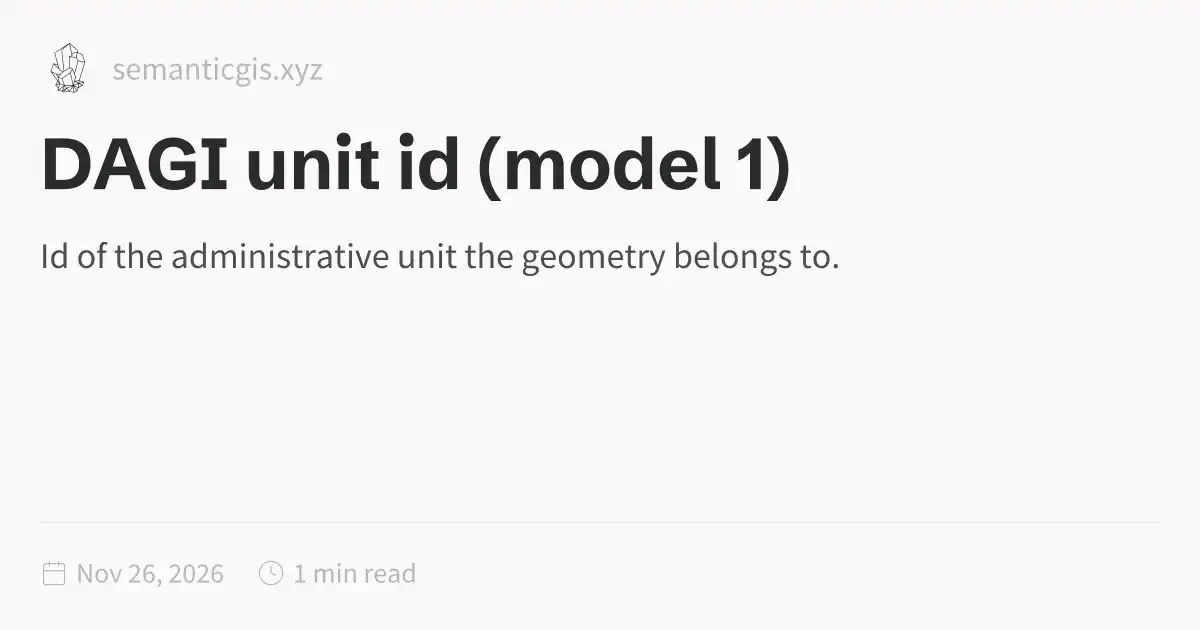 semanticgis.xyz
DAGI unit id (model 1)
Id of the administrative unit the geometry belongs to.
Nov 26, 2026 1 min read